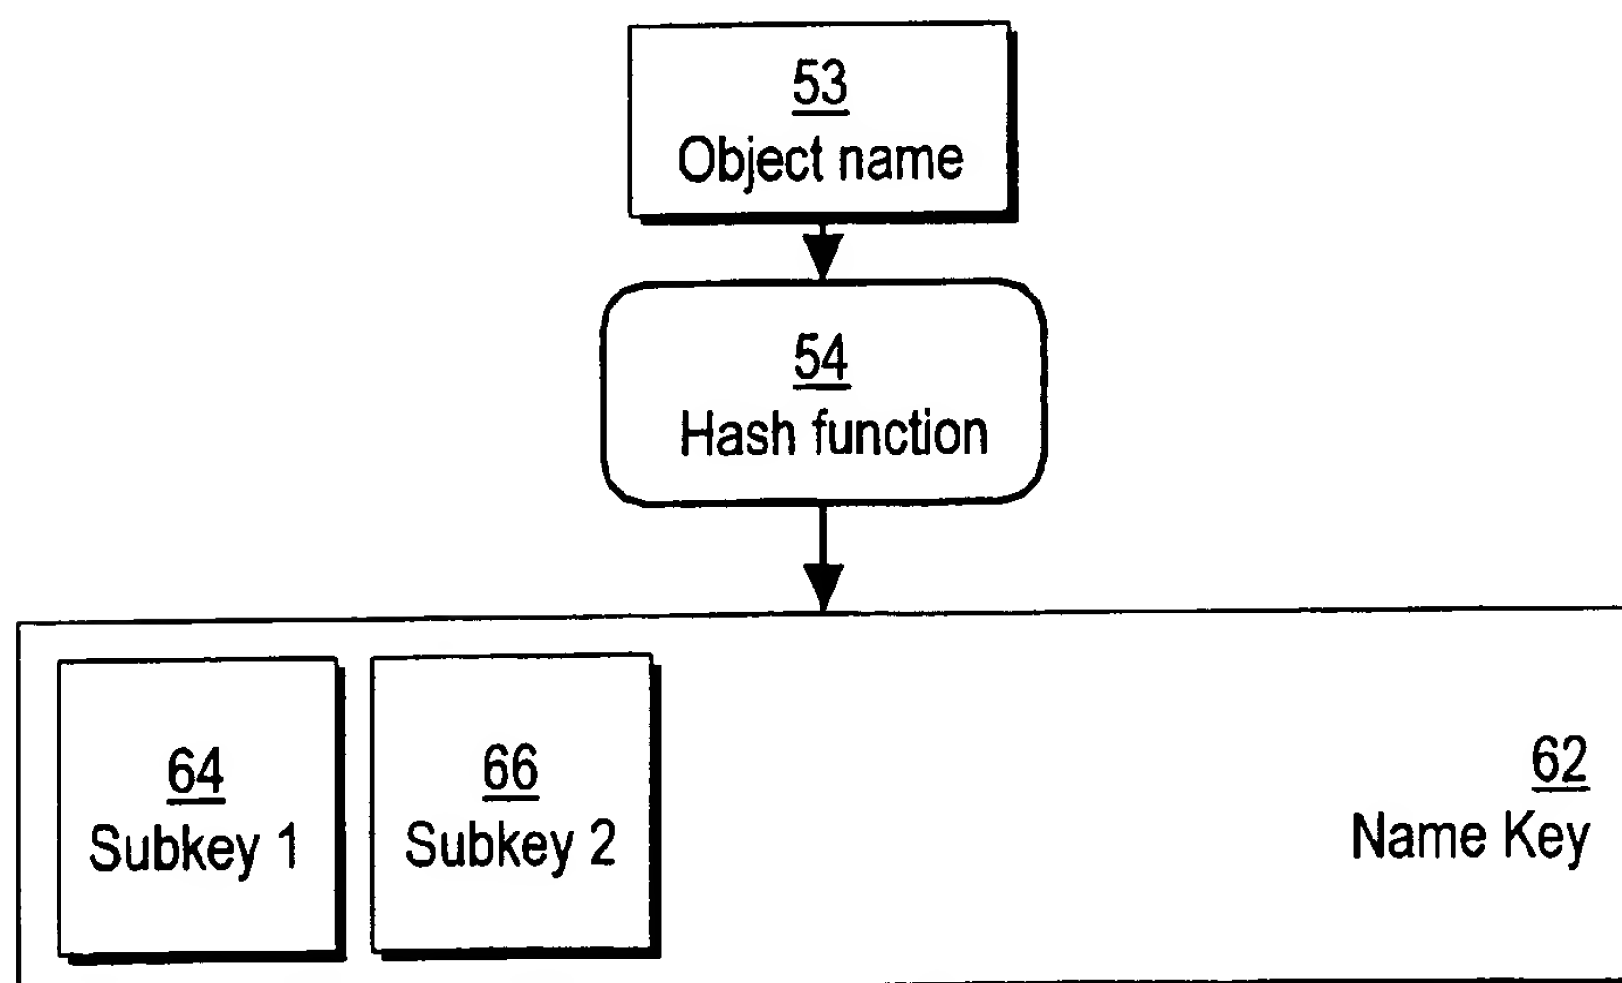 53
Object name
54
Hash function
64
Subkey 1
66
Subkey 2
62
Name Key